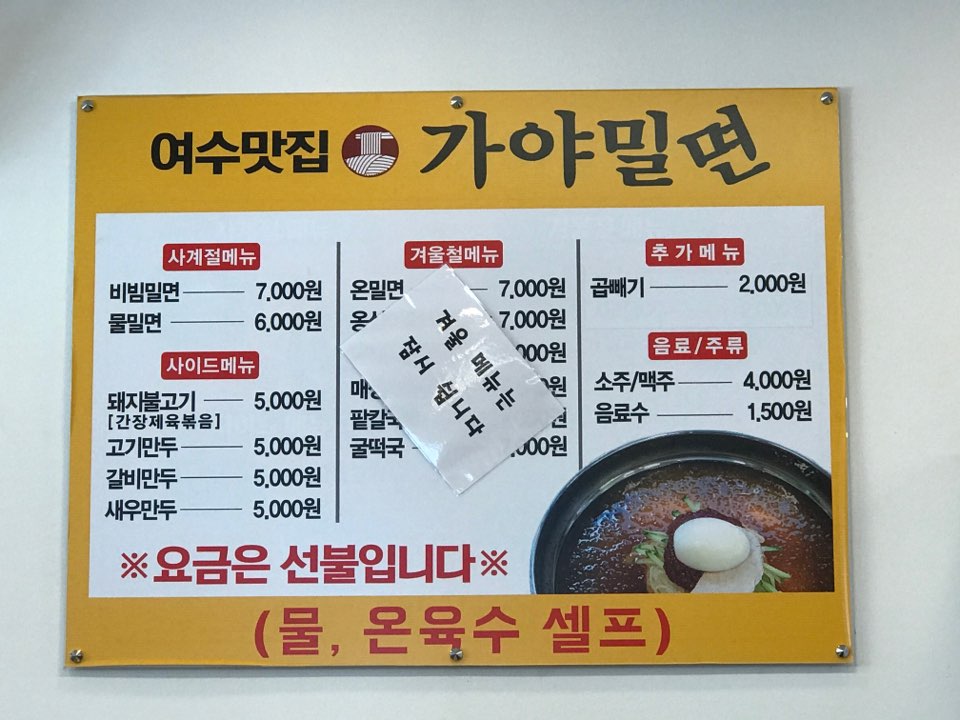 여수맛집 가야밀면
사계절메뉴
비빔밀면 7,000원
물밀면 6,000원
사이드메뉴
돼지불고기 5,000원
[간장제육볶음]
고기만두 5,000원
갈비만두 5,000원
새우만두 5,000원
겨울철메뉴
온밀면 7,000원
7,000원
팥칼국
굴떡국
겨울 메뉴는
잠시 쉽니다
추가메뉴
곱빼기 2,000원
음료/주류
소주/맥주 4,000원
음료수 1,500원
※요금은 선불입니다※
(물, 온육수 셀프)